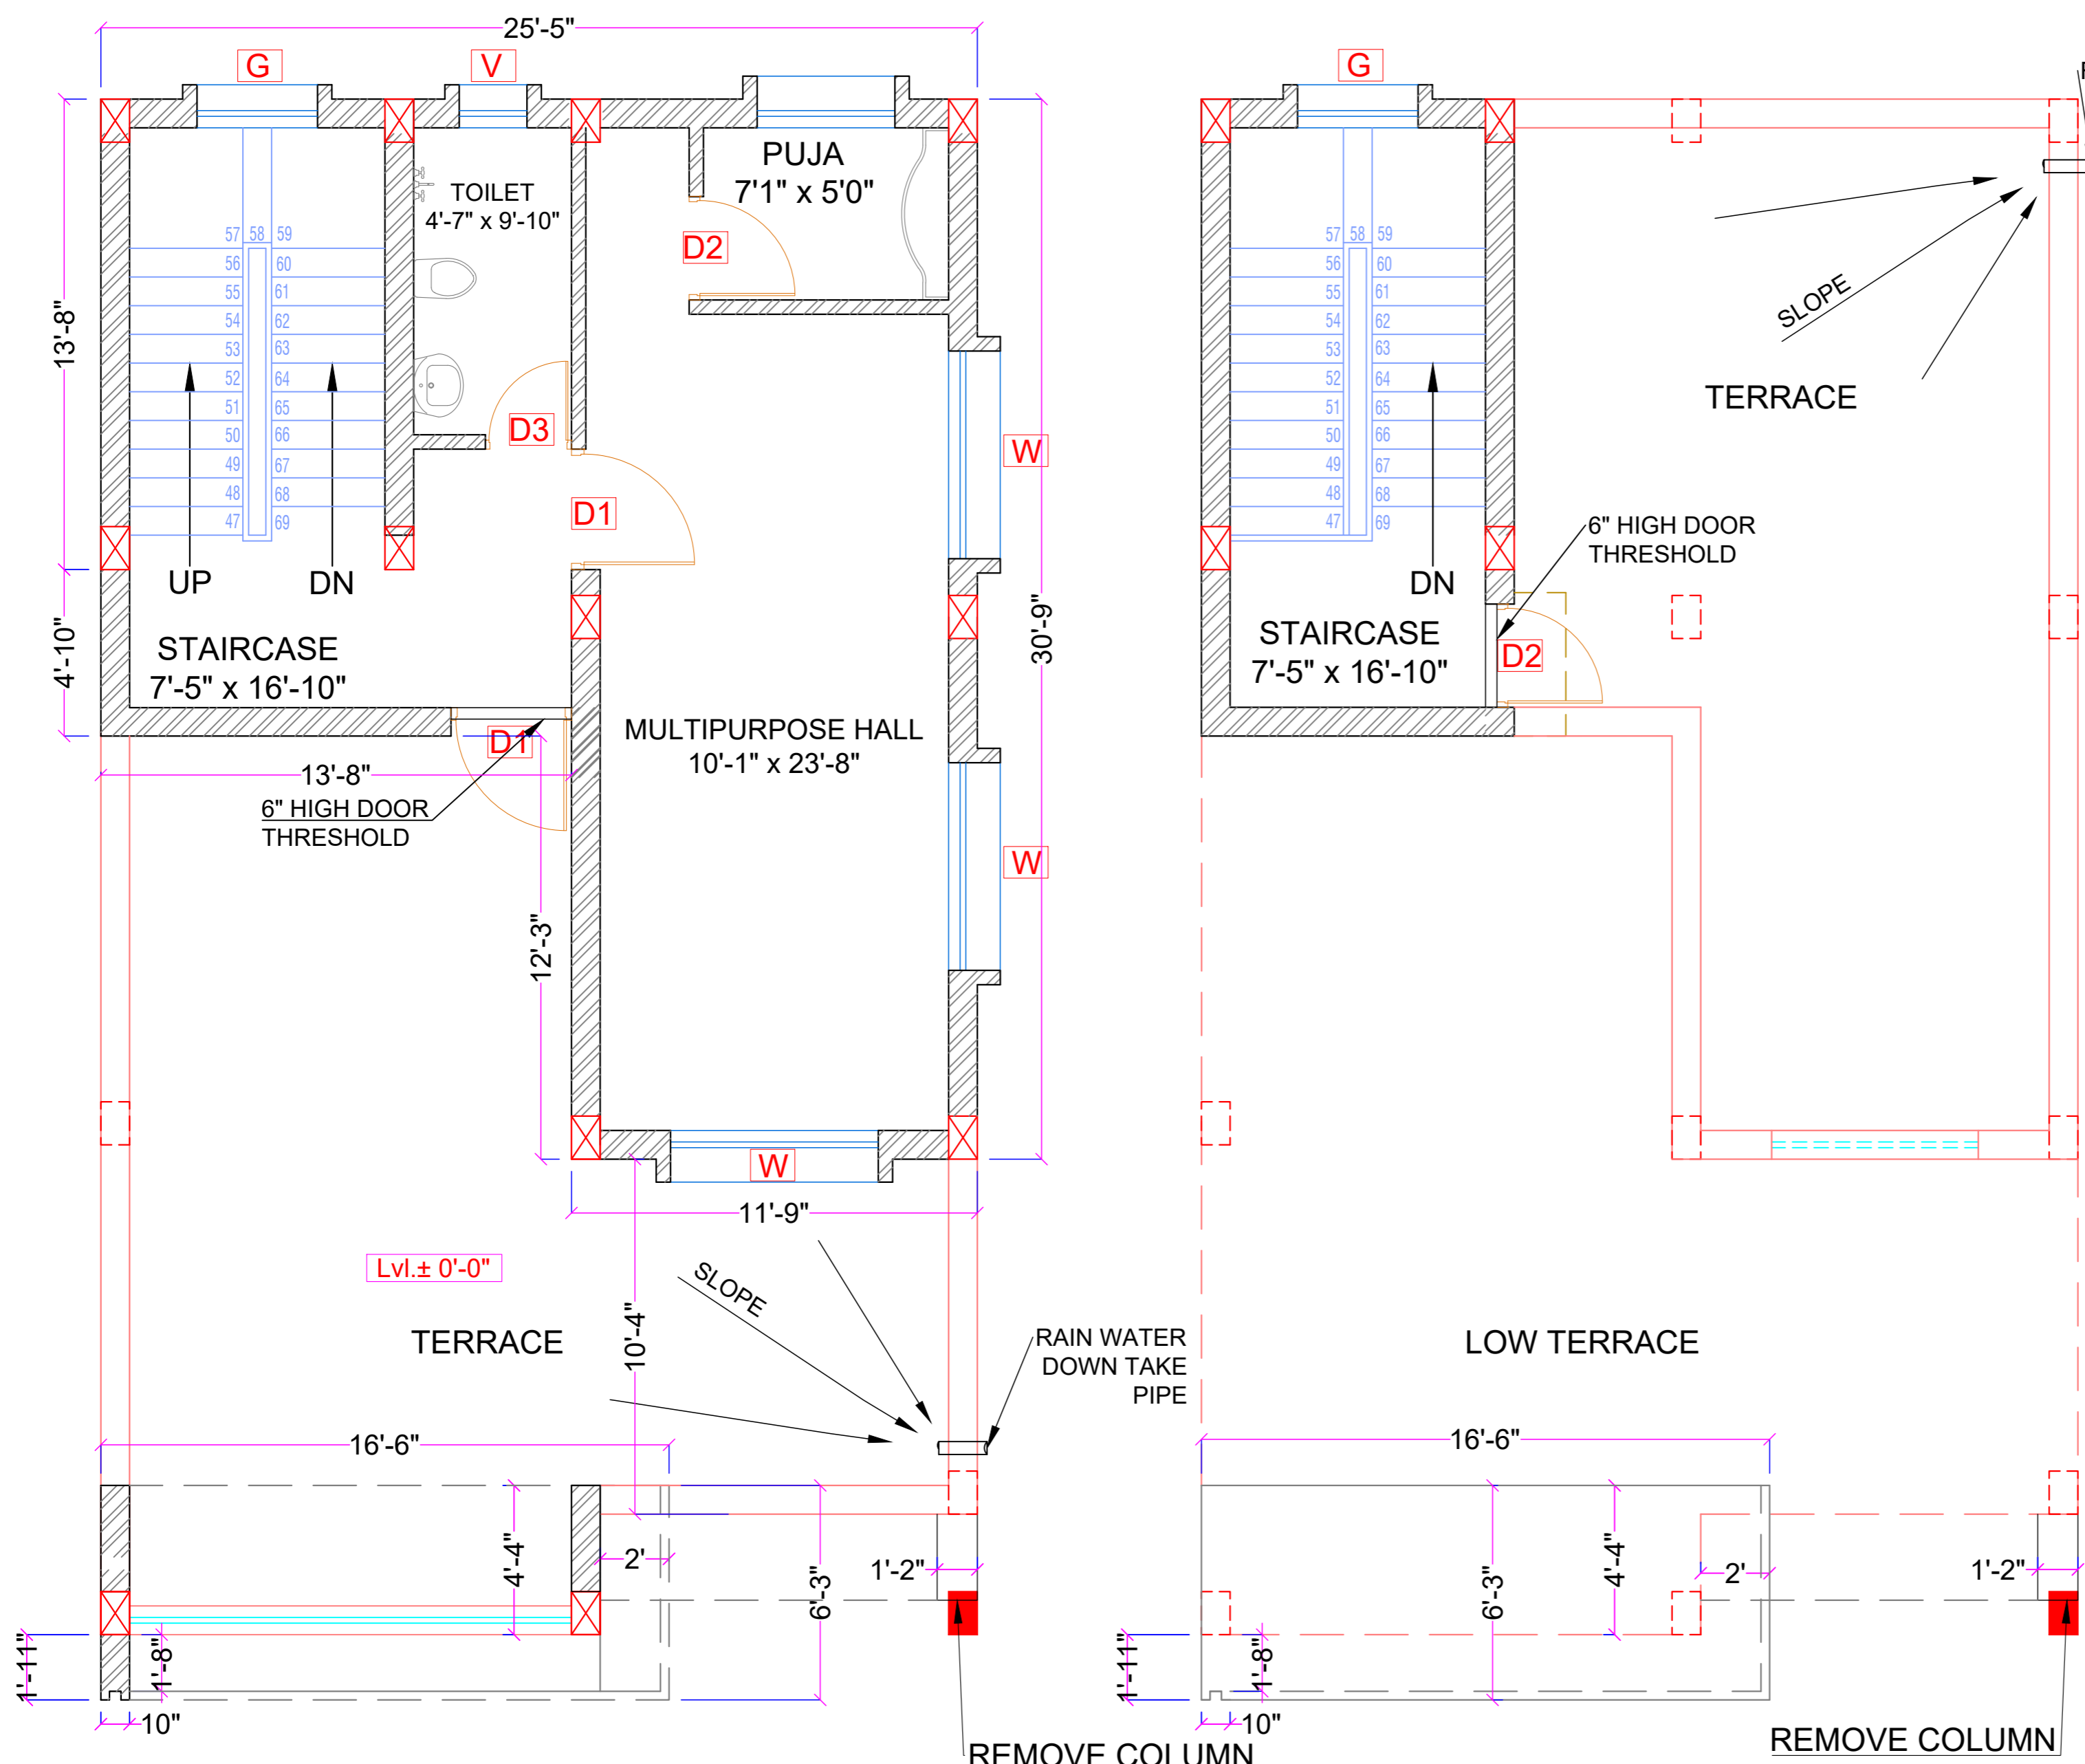 25'-5"
G
V
PUJA
7'1" x 5'0"
TOILET
4'-7" x 9'-10"
D2
57 58 59
56 60
55 61
54 62
53 63
52 64
51 65
50 66
49 67
48 68
47 69
13'-8"
D3
W
D1
UP
DN
STAIRCASE
7'-5" x 16'-10"
4'-10"
30'-9"
MULTIPURPOSE HALL
10'-1" x 23'-8"
D1
13'-8"
6" HIGH DOOR
THRESHOLD
W
12'-3"
W
11'-9"
Lvl.± 0'-0"
SLOPE
TERRACE
10'-4"
RAIN WATER
DOWN TAKE
PIPE
16'-6"
4'-4"
2'
6'-3"
1'-2"
1'-11"
1'-8"
10"
REMOVE COLUMN
G
57 58 59
56 60
55 61
54 62
53 63
52 64
51 65
50 66
49 67
48 68
47 69
SLOPE
TERRACE
6" HIGH DOOR
THRESHOLD
DN
STAIRCASE
7'-5" x 16'-10"
D2
LOW TERRACE
16'-6"
6'-3"
4'-4"
2'
1'-2"
1'-11"
1'-8"
10"
REMOVE COLUMN